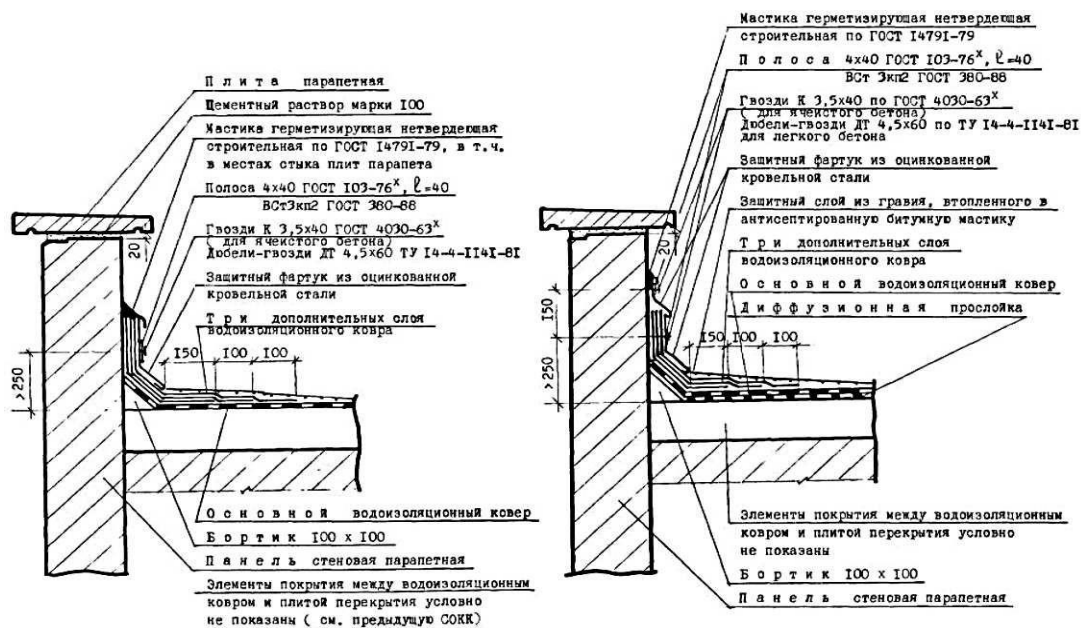 Плита парапетная
Цементный раствор марки 100
Мастика герметизирующая нетвердеющая
строительная по ГОСТ 14791-79, в т.ч.
в местах стыка плит парапета
Полоса 4х40 ГОСТ 103-76х, ℓ=40
ВСт3кп2 ГОСТ 380-88
Гвозди К 3,5х40 ГОСТ 4030-63х
( для ячеистого бетона)
Дюбели-гвозди ДГ 4,5х60 ТУ 14-4-1141-81
Защитный фартук из оцинкованной
кровельной стали
Три дополнительных слоя
водоизоляционного ковра
20
150 100 100
>250
Основной водоизоляционный ковер
Бортик 100 х 100
Панель стеновая парапетная
Элементы покрытия между водоизоляционным
ковром и плитой перекрытия условно
не показаны ( см. предыдущую СОКК)
Мастика герметизирующая нетвердеющая
строительная по ГОСТ 14791-79
Полоса 4х40 ГОСТ 103-76х, ℓ=40
ВСт 3кп2 ГОСТ 380-88
Гвозди К 3,5х40 по ГОСТ 4030-63х
( для ячеистого бетона)
Дюбели-гвозди ДГ 4,5х60 по ТУ 14-4-1141-81
для легкого бетона
Защитный фартук из оцинкованной
кровельной стали
Защитный слой из гравия, втопленного в
антисептированную битумную мастику
Три дополнительных слоя
водоизоляционного ковра
Основной водоизоляционный ковер
Диффузионная прослойка
20
150
150 100 100
>250
Элементы покрытия между водоизоляционным
ковром и плитой перекрытия условно
не показаны
Бортик 100 х 100
Панель стеновая парапетная